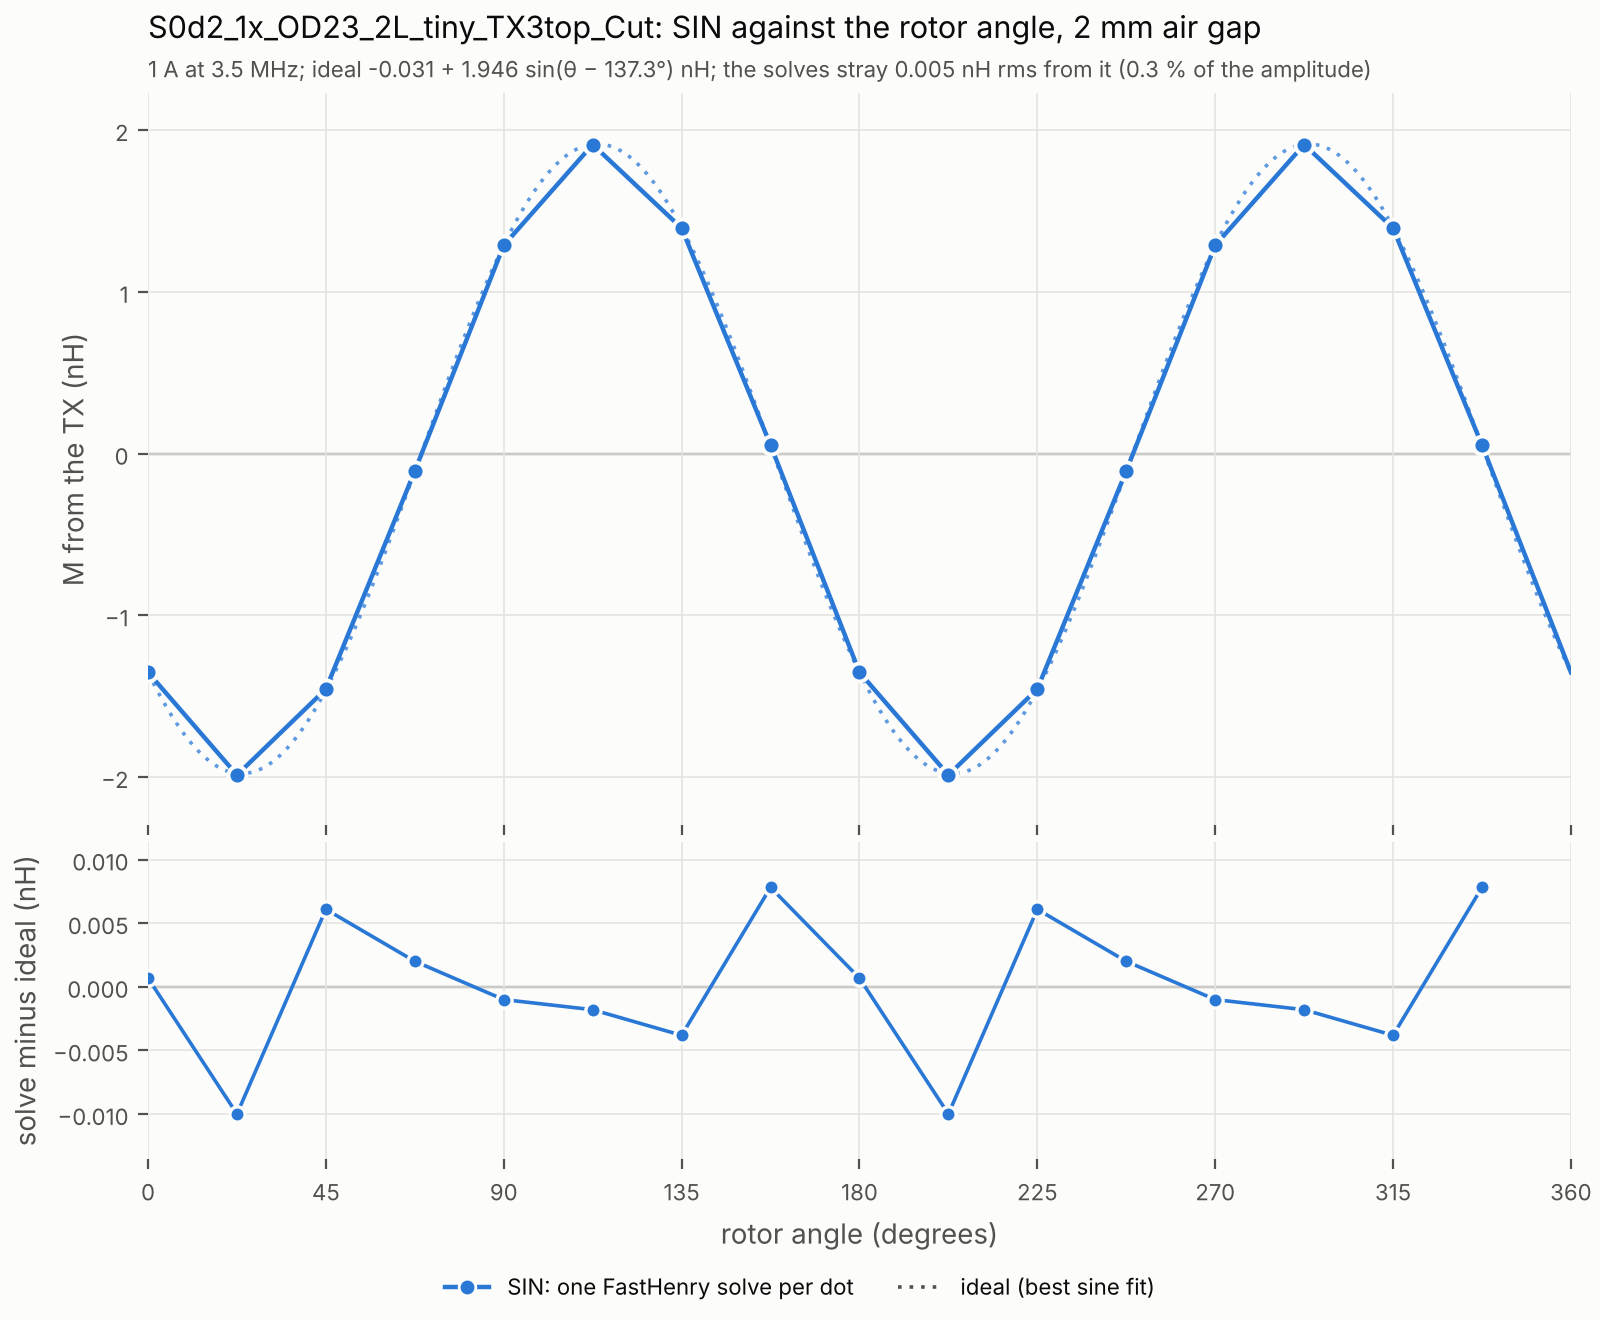 S0d2_1x_OD23_2L_tiny_TX3top_Cut: SIN against the rotor angle, 2 mm air gap
1 A at 3.5 MHz; ideal -0.031 + 1.946 sin(θ − 137.3°) nH; the solves stray 0.005 nH rms from it (0.3 % of the amplitude)
M from the TX (nH)
2
1
0
−1
−2
solve minus ideal (nH)
0.010
0.005
0.000
−0.005
−0.010
0 45 90 135 180 225 270 315 360
rotor angle (degrees)
SIN: one FastHenry solve per dot ideal (best sine fit)